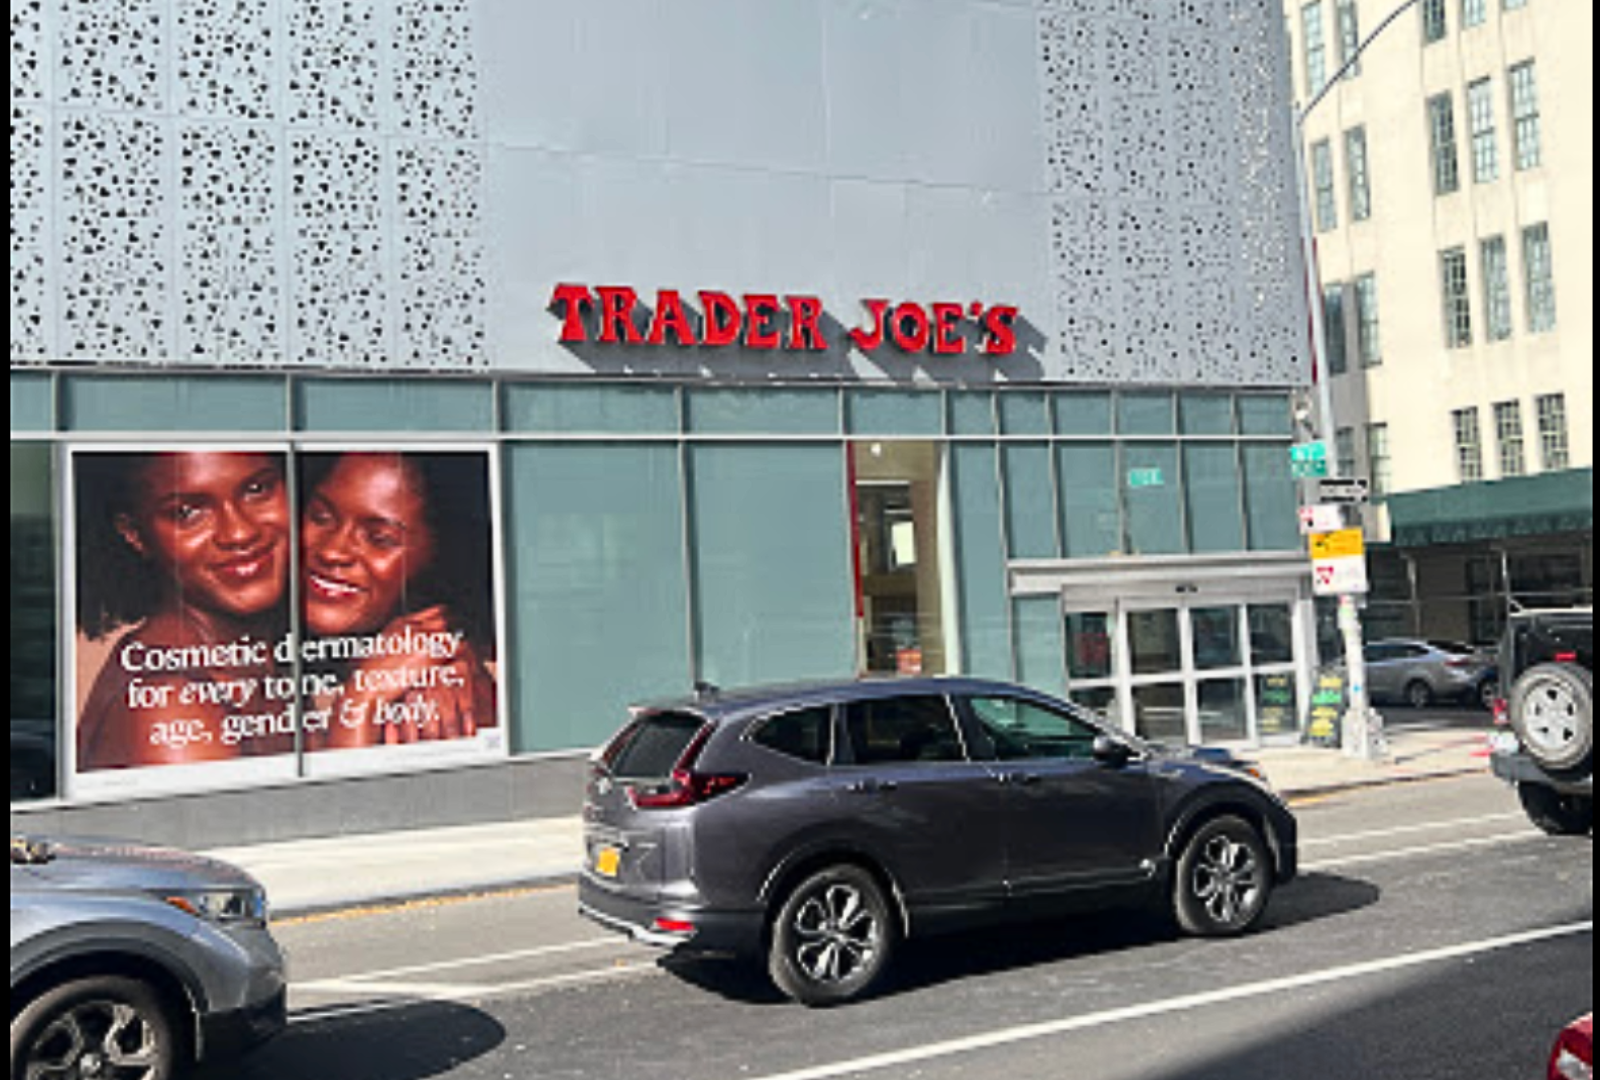 TRADER JOE'S
Cosmetic dermatology
for every tone, texture,
age, gender & body.